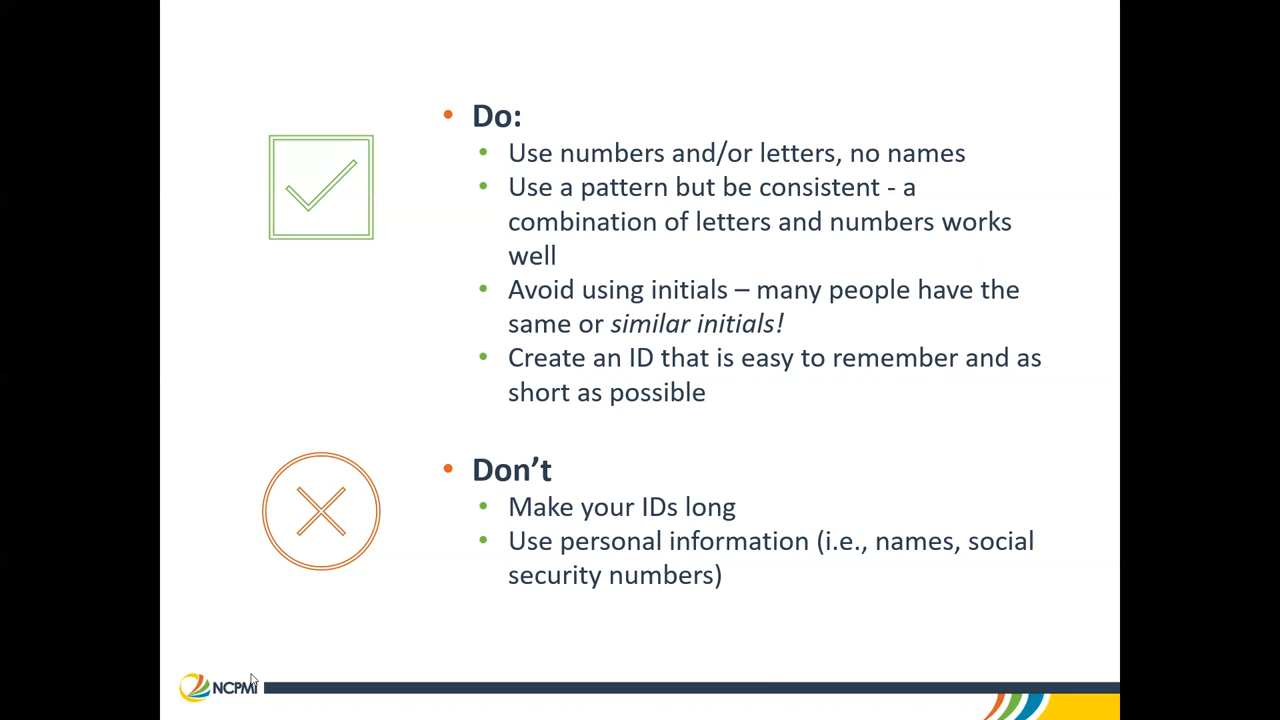 Do:
Use numbers and/or letters, no names
Use a pattern but be consistent - a
combination of letters and numbers works
well
Avoid using initials – many people have the
same or similar initials!
Create an ID that is easy to remember and as
short as possible
Don’t
Make your IDs long
Use personal information (i.e., names, social
security numbers)
NCPMI